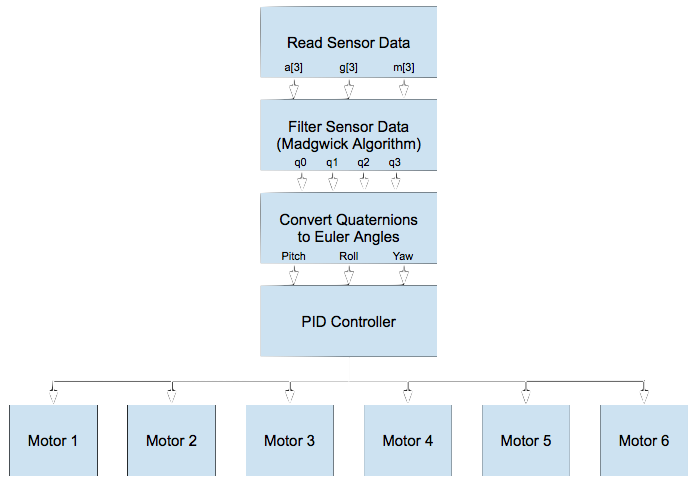 Read Sensor Data
a[3] g[3] m[3]
Filter Sensor Data
(Madgwick Algorithm)
q0 q1 q2 q3
Convert Quaternions
to Euler Angles
Pitch Roll Yaw
PID Controller
Motor 1 Motor 2 Motor 3 Motor 4 Motor 5 Motor 6